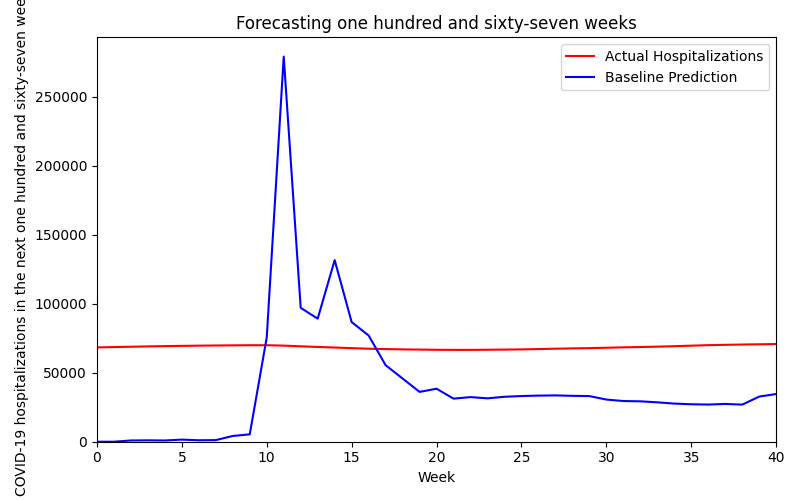 Forecasting one hundred and sixty-seven weeks
COVID-19 hospitalizations in the next one hundred and sixty-seven
Actual Hospitalizations
Baseline Prediction
250000
200000
150000
100000
50000
0
0 5 10 15 20 25 30 35 40
Week